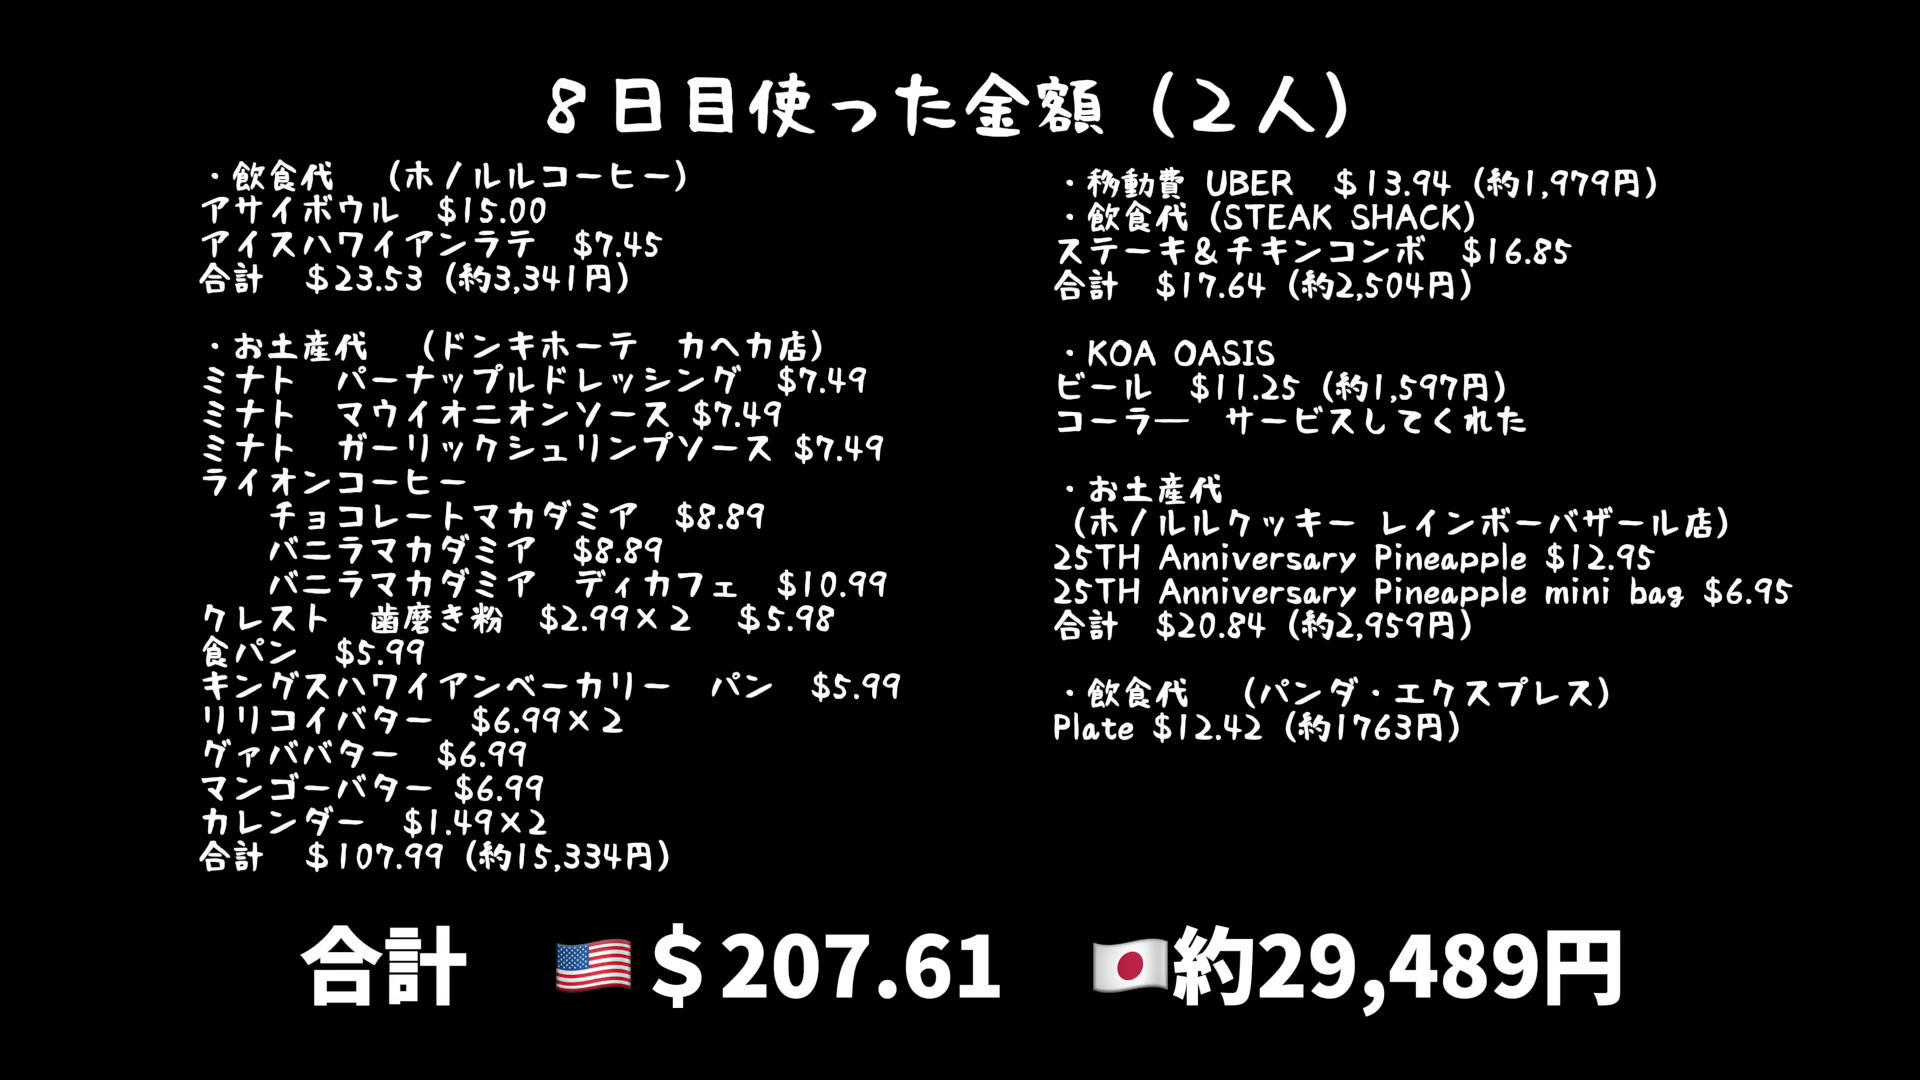 ８日目使った金額（２人）
・飲食代　（ホノルルコーヒー）
アサイボウル　$15.00
アイスハワイアンラテ　$7.45
合計　＄23.53（約3,341円）
・お土産代　（ドンキホーテ　カヘカ店）
ミナト　パーナップルドレッシング　$7.49
ミナト　マウイオニオンソース $7.49
ミナト　ガーリックシュリンプソース $7.49
ライオンコーヒー
チョコレートマカダミア　$8.89
バニラマカダミア　$8.89
バニラマカダミア　ディカフェ　$10.99
クレスト　歯磨き粉　$2.99×２　＄5.98
食パン　$5.99
キングスハワイアンベーカリー　パン　$5.99
リリコイバター　$6.99×２
グァババター　$6.99
マンゴーバター $6.99
カレンダー　$1.49×2
合計　＄107.99（約15,334円）
・移動費 UBER　＄13.94（約1,979円）
・飲食代（STEAK SHACK）
ステーキ＆チキンコンボ　$16.85
合計　$17.64（約2,504円）
・KOA OASIS
ビール　$11.25（約1,597円）
コーラ―　サービスしてくれた
・お土産代
（ホノルルクッキー レインボーバザール店）
25TH Anniversary Pineapple $12.95
25TH Anniversary Pineapple mini bag $6.95
合計　$20.84（約2,959円）
・飲食代　（パンダ・エクスプレス）
Plate $12.42（約1763円）
合計　🇺🇸＄207.61　🇯🇵約29,489円